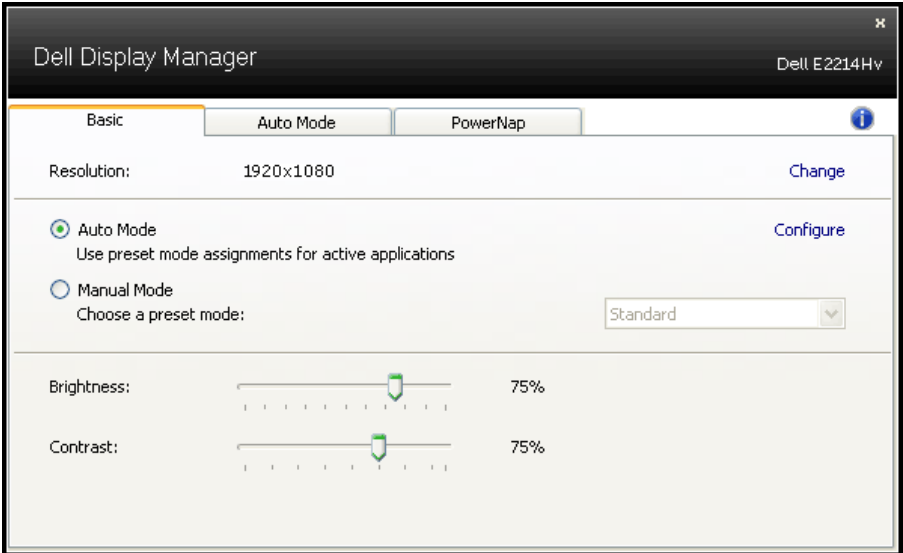 x
Dell Display Manager
Dell E2214Hv
Basic Auto Mode PowerNap i
Resolution: 1920x1080 Change
Auto Mode Configure
Use preset mode assignments for active applications
Manual Mode
Choose a preset mode: Standard
Brightness: 75%
Contrast: 75%